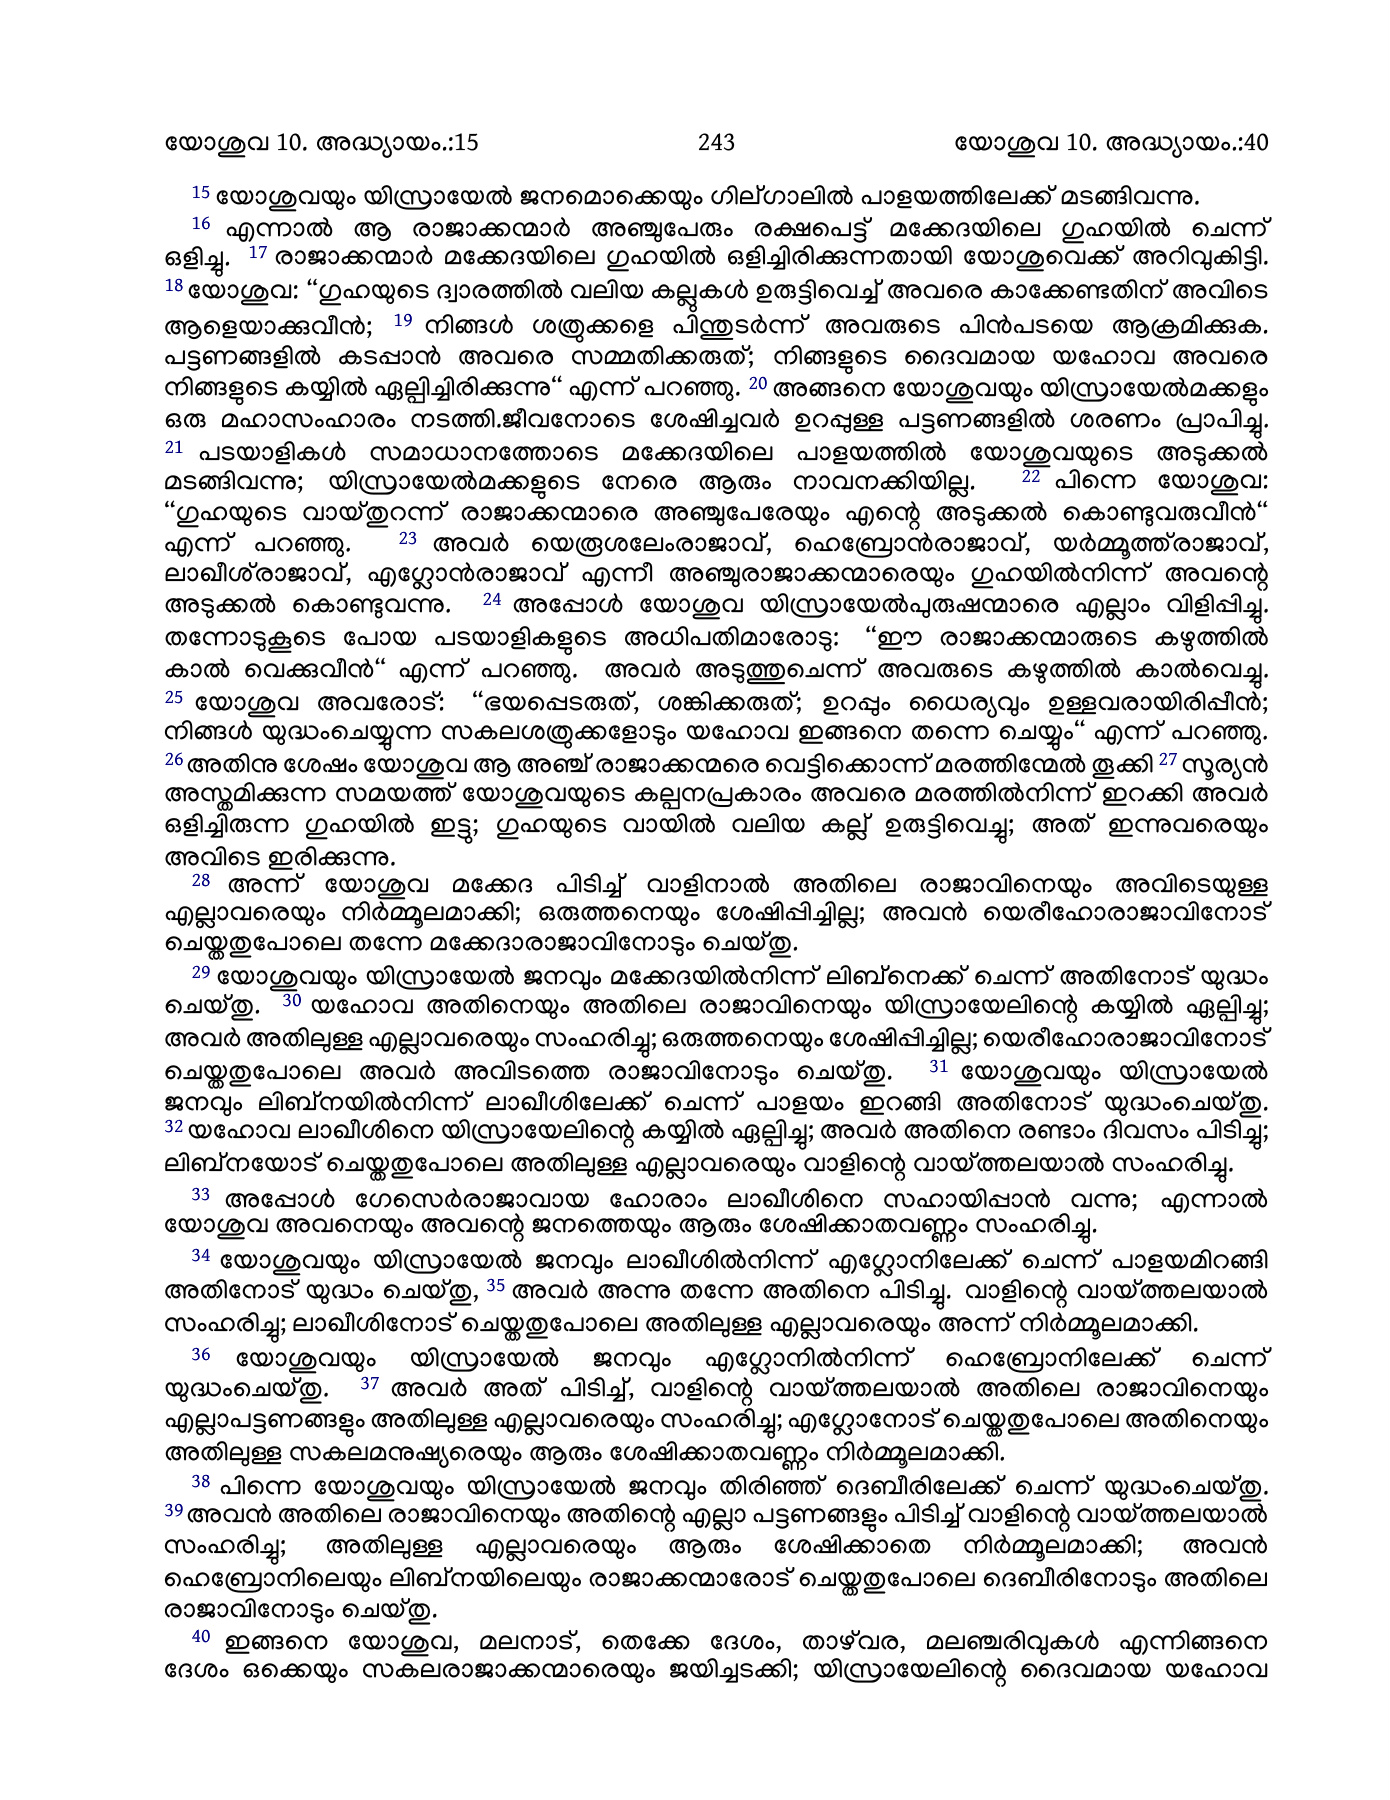 യോശുവ 10. അദ്ധ്യായം.:15 243 യോശുവ 10. അദ്ധ്യായം.:40
15 യോശുവയും യിസ്രായേൽ ജനമൊക്കെയും ഗില്ഗാലിൽ പാളയത്തിലേക്ക് മടങ്ങിവന്നു.
16 എന്നാൽ ആ രാജാക്കന്മാർ അഞ്ചുപേരും രക്ഷപെട്ട് മക്കേദയിലെ ഗുഹയിൽ ചെന്ന്
ഒളിച്ചു. 17 രാജാക്കന്മാർ മക്കേദയിലെ ഗുഹയിൽ ഒളിച്ചിരിക്കുന്നതായി യോശുവെക്ക് അറിവുകിട്ടി.
18 യോശുവ: “ഗുഹയുടെ ദ്വാരത്തിൽ വലിയ കല്ലുകൾ ഉരുട്ടിവെച്ച് അവരെ കാക്കേണ്ടതിന് അവിടെ
ആളെയാക്കുവീൻ; 19 നിങ്ങൾ ശത്രുക്കളെ പിന്തുടർന്ന് അവരുടെ പിൻപടയെ ആക്രമിക്കുക.
പട്ടണങ്ങളിൽ കടപ്പാൻ അവരെ സമ്മതിക്കരുത്; നിങ്ങളുടെ ദൈവമായ യഹോവ അവരെ
നിങ്ങളുടെ കയ്യിൽ ഏല്പിച്ചിരിക്കുന്നു“ എന്ന് പറഞ്ഞു. 20 അങ്ങനെ യോശുവയും യിസ്രായേൽമക്കളും
ഒരു മഹാസംഹാരം നടത്തി.ജീവനോടെ ശേഷിച്ചവർ ഉറപ്പുള്ള പട്ടണങ്ങളിൽ ശരണം പ്രാപിച്ചു.
21 പടയാളികൾ സമാധാനത്തോടെ മക്കേദയിലെ പാളയത്തിൽ യോശുവയുടെ അടുക്കൽ
മടങ്ങിവന്നു; യിസ്രായേൽമക്കളുടെ നേരെ ആരും നാവനക്കിയില്ല. 22 പിന്നെ യോശുവ:
“ഗുഹയുടെ വായ്തുറന്ന് രാജാക്കന്മാരെ അഞ്ചുപേരേയും എന്റെ അടുക്കൽ കൊണ്ടുവരുവീൻ“
എന്ന് പറഞ്ഞു. 23 അവർ യെരൂശലേംരാജാവ്, ഹെബ്രോൻരാജാവ്, യർമ്മൂത്ത്‌രാജാവ്,
ലാഖീശ്‌രാജാവ്, എഗ്ലോൻരാജാവ് എന്നീ അഞ്ചുരാജാക്കന്മാരെയും ഗുഹയിൽനിന്ന് അവന്റെ
അടുക്കൽ കൊണ്ടുവന്നു. 24 അപ്പോൾ യോശുവ യിസ്രായേൽപുരുഷന്മാരെ എല്ലാം വിളിപ്പിച്ചു.
തന്നോടുകൂടെ പോയ പടയാളികളുടെ അധിപതിമാരോടു: “ഈ രാജാക്കന്മാരുടെ കഴുത്തിൽ
കാൽ വെക്കുവീൻ“ എന്ന് പറഞ്ഞു. അവർ അടുത്തുചെന്ന് അവരുടെ കഴുത്തിൽ കാൽവെച്ചു.
25 യോശുവ അവരോട്: “ഭയപ്പെടരുത്, ശങ്കിക്കരുത്; ഉറപ്പും ധൈര്യവും ഉള്ളവരായിരിപ്പീൻ;
നിങ്ങൾ യുദ്ധംചെയ്യുന്ന സകലശത്രുക്കളോടും യഹോവ ഇങ്ങനെ തന്നെ ചെയ്യും“ എന്ന് പറഞ്ഞു.
26 അതിനു ശേഷം യോശുവ ആ അഞ്ച് രാജാക്കന്മരെ വെട്ടിക്കൊന്ന് മരത്തിന്മേൽ തൂക്കി 27 സൂര്യൻ
അസ്തമിക്കുന്ന സമയത്ത് യോശുവയുടെ കല്പനപ്രകാരം അവരെ മരത്തിൽനിന്ന് ഇറക്കി അവർ
ഒളിച്ചിരുന്ന ഗുഹയിൽ ഇട്ടു; ഗുഹയുടെ വായിൽ വലിയ കല്ല് ഉരുട്ടിവെച്ചു; അത് ഇന്നുവരെയും
അവിടെ ഇരിക്കുന്നു.
28 അന്ന് യോശുവ മക്കേദ പിടിച്ച് വാളിനാൽ അതിലെ രാജാവിനെയും അവിടെയുള്ള
എല്ലാവരെയും നിർമ്മൂലമാക്കി; ഒരുത്തനെയും ശേഷിപ്പിച്ചില്ല; അവൻ യെരീഹോരാജാവിനോട്
ചെയ്തതുപോലെ തന്നേ മക്കേദാരാജാവിനോടും ചെയ്തു.
29 യോശുവയും യിസ്രായേൽ ജനവും മക്കേദയിൽനിന്ന് ലിബ്നെക്ക് ചെന്ന് അതിനോട് യുദ്ധം
ചെയ്തു. 30 യഹോവ അതിനെയും അതിലെ രാജാവിനെയും യിസ്രായേലിന്റെ കയ്യിൽ ഏല്പിച്ചു;
അവർ അതിലുള്ള എല്ലാവരെയും സംഹരിച്ചു; ഒരുത്തനെയും ശേഷിപ്പിച്ചില്ല; യെരീഹോരാജാവിനോട്
ചെയ്തതുപോലെ അവർ അവിടത്തെ രാജാവിനോടും ചെയ്തു. 31 യോശുവയും യിസ്രായേൽ
ജനവും ലിബ്നയിൽനിന്ന് ലാഖീശിലേക്ക് ചെന്ന് പാളയം ഇറങ്ങി അതിനോട് യുദ്ധംചെയ്തു.
32 യഹോവ ലാഖീശിനെ യിസ്രായേലിന്റെ കയ്യിൽ ഏല്പിച്ചു; അവർ അതിനെ രണ്ടാം ദിവസം പിടിച്ചു;
ലിബ്നയോട് ചെയ്തതുപോലെ അതിലുള്ള എല്ലാവരെയും വാളിന്റെ വായ്ത്തലയാൽ സംഹരിച്ചു.
33 അപ്പോൾ ഗേസെർരാജാവായ ഹോരാം ലാഖീശിനെ സഹായിപ്പാൻ വന്നു; എന്നാൽ
യോശുവ അവനെയും അവന്റെ ജനത്തെയും ആരും ശേഷിക്കാതവണ്ണം സംഹരിച്ചു.
34 യോശുവയും യിസ്രായേൽ ജനവും ലാഖീശിൽനിന്ന് എഗ്ലോനിലേക്ക് ചെന്ന് പാളയമിറങ്ങി
അതിനോട് യുദ്ധം ചെയ്തു, 35 അവർ അന്നു തന്നേ അതിനെ പിടിച്ചു. വാളിന്റെ വായ്ത്തലയാൽ
സംഹരിച്ചു; ലാഖീശിനോട് ചെയ്തതുപോലെ അതിലുള്ള എല്ലാവരെയും അന്ന് നിർമ്മൂലമാക്കി.
36 യോശുവയും യിസ്രായേൽ ജനവും എഗ്ലോനിൽനിന്ന് ഹെബ്രോനിലേക്ക് ചെന്ന്
യുദ്ധംചെയ്തു. 37 അവർ അത് പിടിച്ച്, വാളിന്റെ വായ്ത്തലയാൽ അതിലെ രാജാവിനെയും
എല്ലാപട്ടണങ്ങളും അതിലുള്ള എല്ലാവരെയും സംഹരിച്ചു; എഗ്ലോനോട് ചെയ്തതുപോലെ അതിനെയും
അതിലുള്ള സകലമനുഷ്യരെയും ആരും ശേഷിക്കാതവണ്ണം നിർമ്മൂലമാക്കി.
38 പിന്നെ യോശുവയും യിസ്രായേൽ ജനവും തിരിഞ്ഞ് ദെബീരിലേക്ക് ചെന്ന് യുദ്ധംചെയ്തു.
39 അവൻ അതിലെ രാജാവിനെയും അതിന്റെ എല്ലാ പട്ടണങ്ങളും പിടിച്ച് വാളിന്റെ വായ്ത്തലയാൽ
സംഹരിച്ചു; അതിലുള്ള എല്ലാവരെയും ആരും ശേഷിക്കാതെ നിർമ്മൂലമാക്കി; അവൻ
ഹെബ്രോനിലെയും ലിബ്നയിലെയും രാജാക്കന്മാരോട് ചെയ്തതുപോലെ ദെബീരിനോടും അതിലെ
രാജാവിനോടും ചെയ്തു.
40 ഇങ്ങനെ യോശുവ, മലനാട്, തെക്കേ ദേശം, താഴ്‌വര, മലഞ്ചരിവുകൾ എന്നിങ്ങനെ
ദേശം ഒക്കെയും സകലരാജാക്കന്മാരെയും ജയിച്ചടക്കി; യിസ്രായേലിന്റെ ദൈവമായ യഹോവ